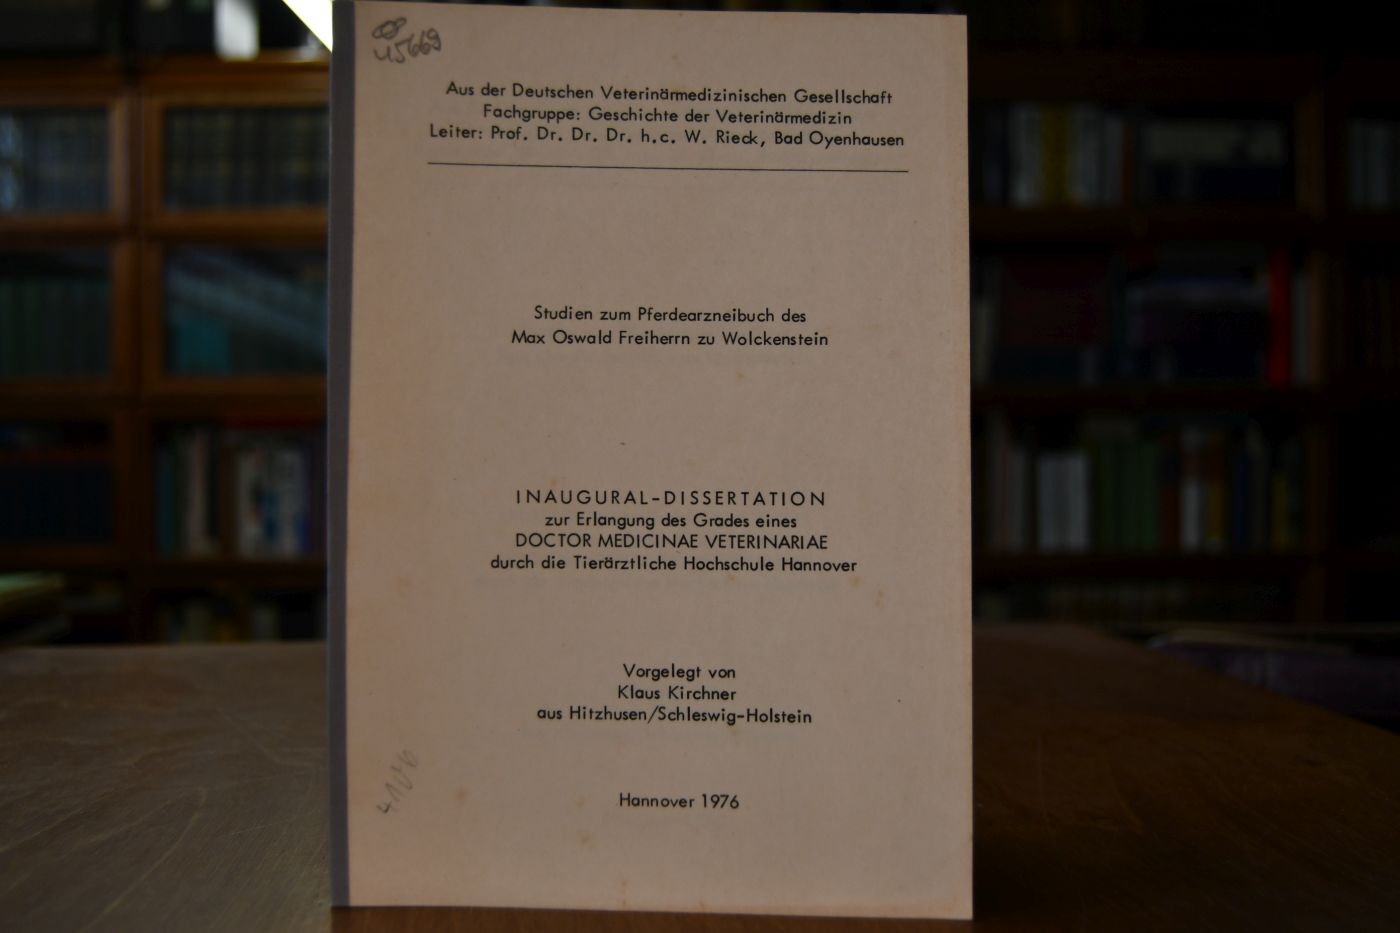 45669
Aus der Deutschen Veterinärmedizinischen Gesellschaft
Fachgruppe: Geschichte der Veterinärmedizin
Leiter: Prof. Dr. Dr. Dr. h.c. W. Rieck, Bad Oyenhausen
Studien zum Pferdearzneibuch des
Max Oswald Freiherrn zu Wolckenstein
INAUGURAL-DISSERTATION
zur Erlangung des Grades eines
DOCTOR MEDICINAE VETERINARIAE
durch die Tierärztliche Hochschule Hannover
Vorgelegt von
Klaus Kirchner
aus Hitzhusen/Schleswig-Holstein
Hannover 1976